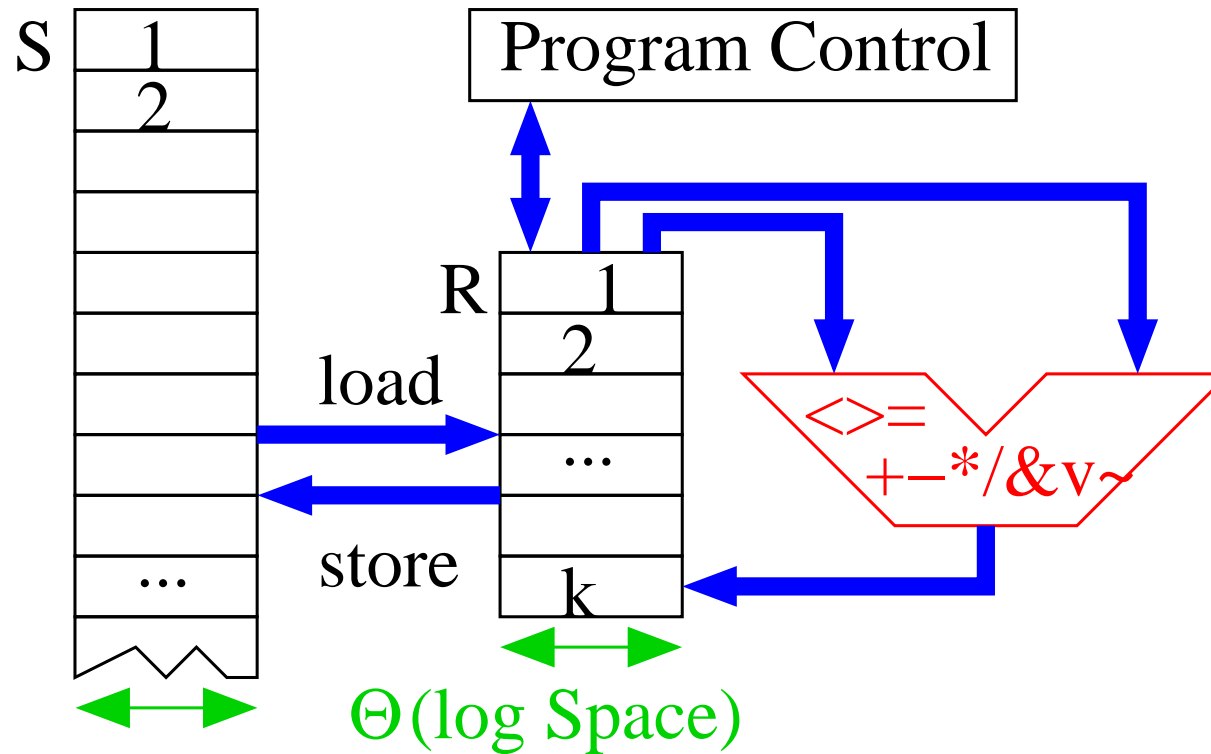 S
1
2
...
Program Control
R
1
2
...
k
load
store
<>=
+−*/&v~
Θ(log Space)